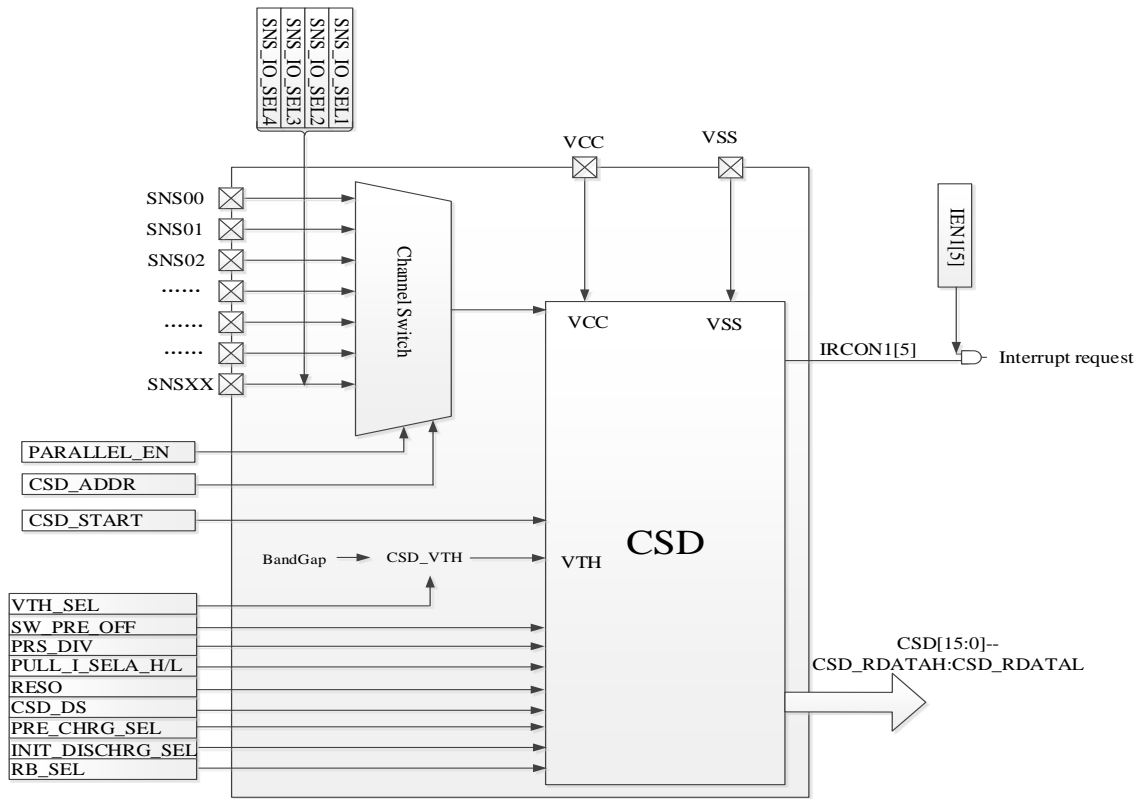 SNS_IO_SEL1
SNS_IO_SEL2
SNS_IO_SEL3
SNS_IO_SEL4
VCC
VSS
SNS00
SNS01
SNS02
......
......
......
SNSXX
Channel Switch
IEN1[5]
VCC
VSS
IRCON1[5]
Interrupt request
PARALLEL_EN
CSD_ADDR
CSD_START
CSD
BandGap
CSD_VTH
VTH
VTH_SEL
SW_PRE_OFF
PRS_DIV
PULL_I_SELA_H/L
RESO
CSD_DS
PRE_CHRG_SEL
INIT_DISCHRG_SEL
RB_SEL
CSD[15:0]--
CSD_RDATAH:CSD_RDATAL